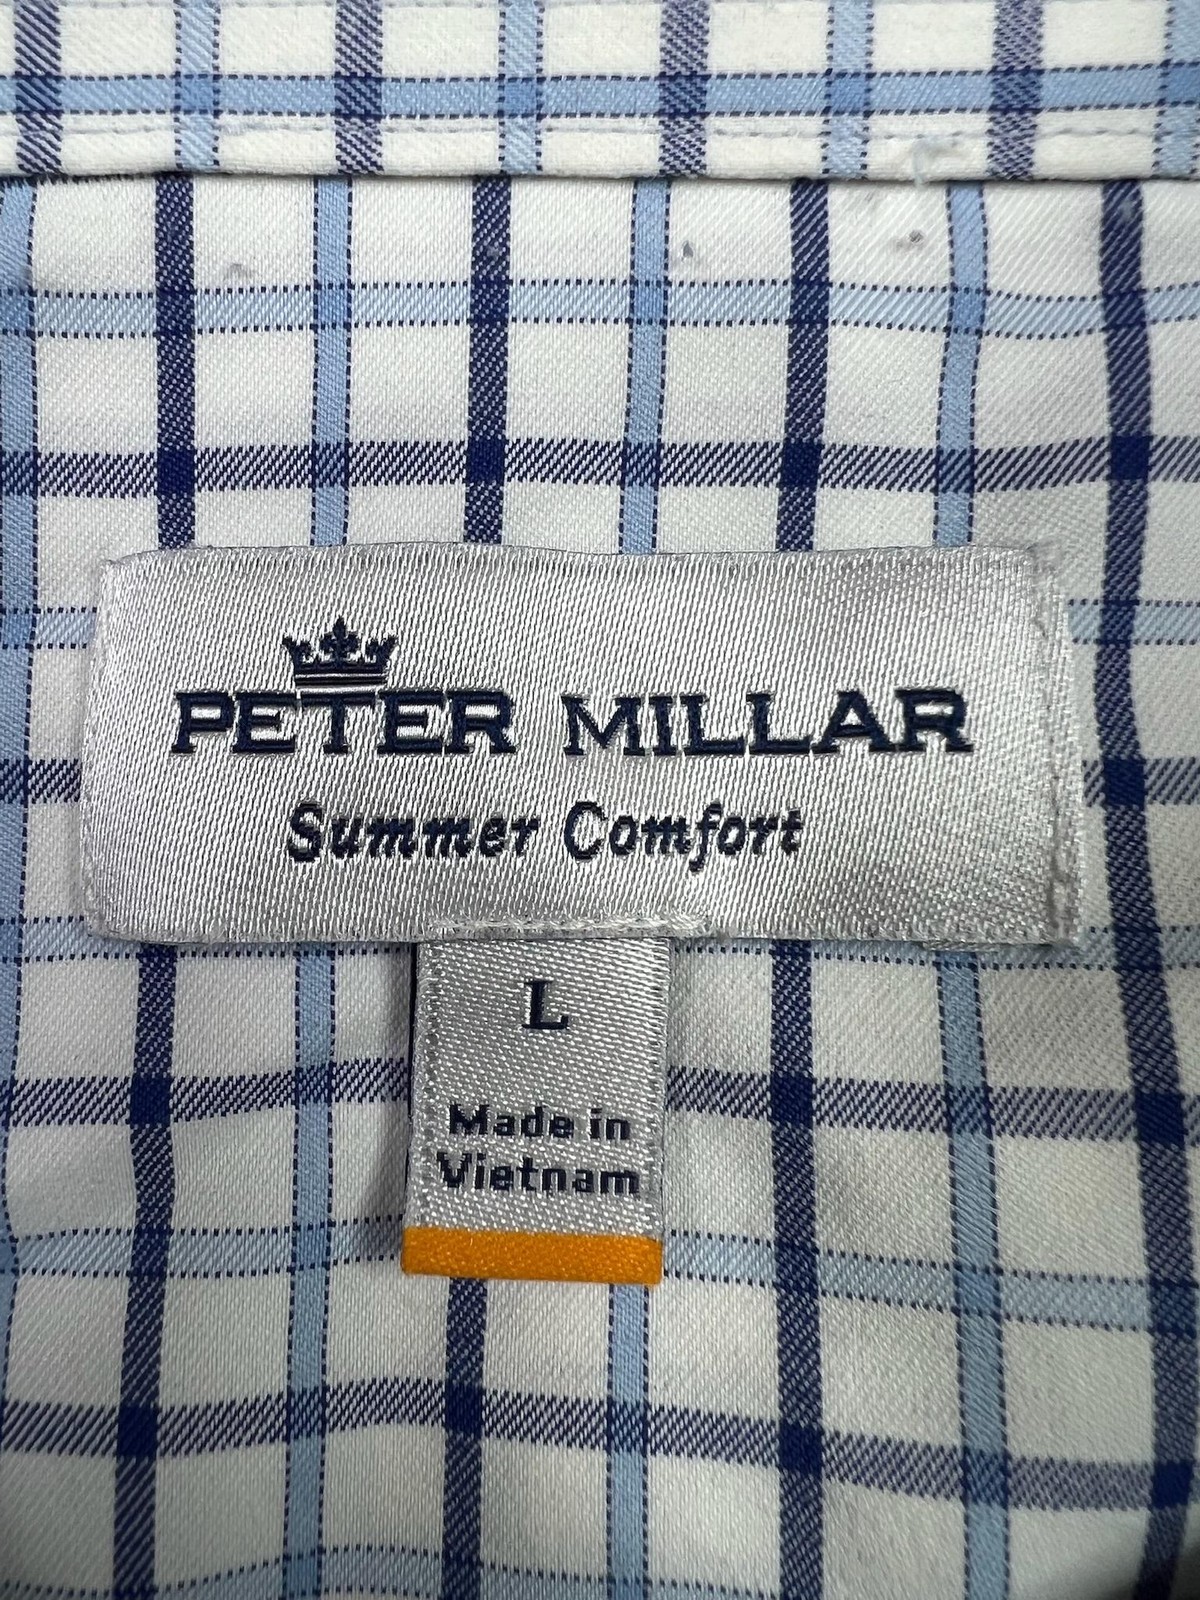 PETER MILLAR
Summer Comfort
L
Made in
Vietnam